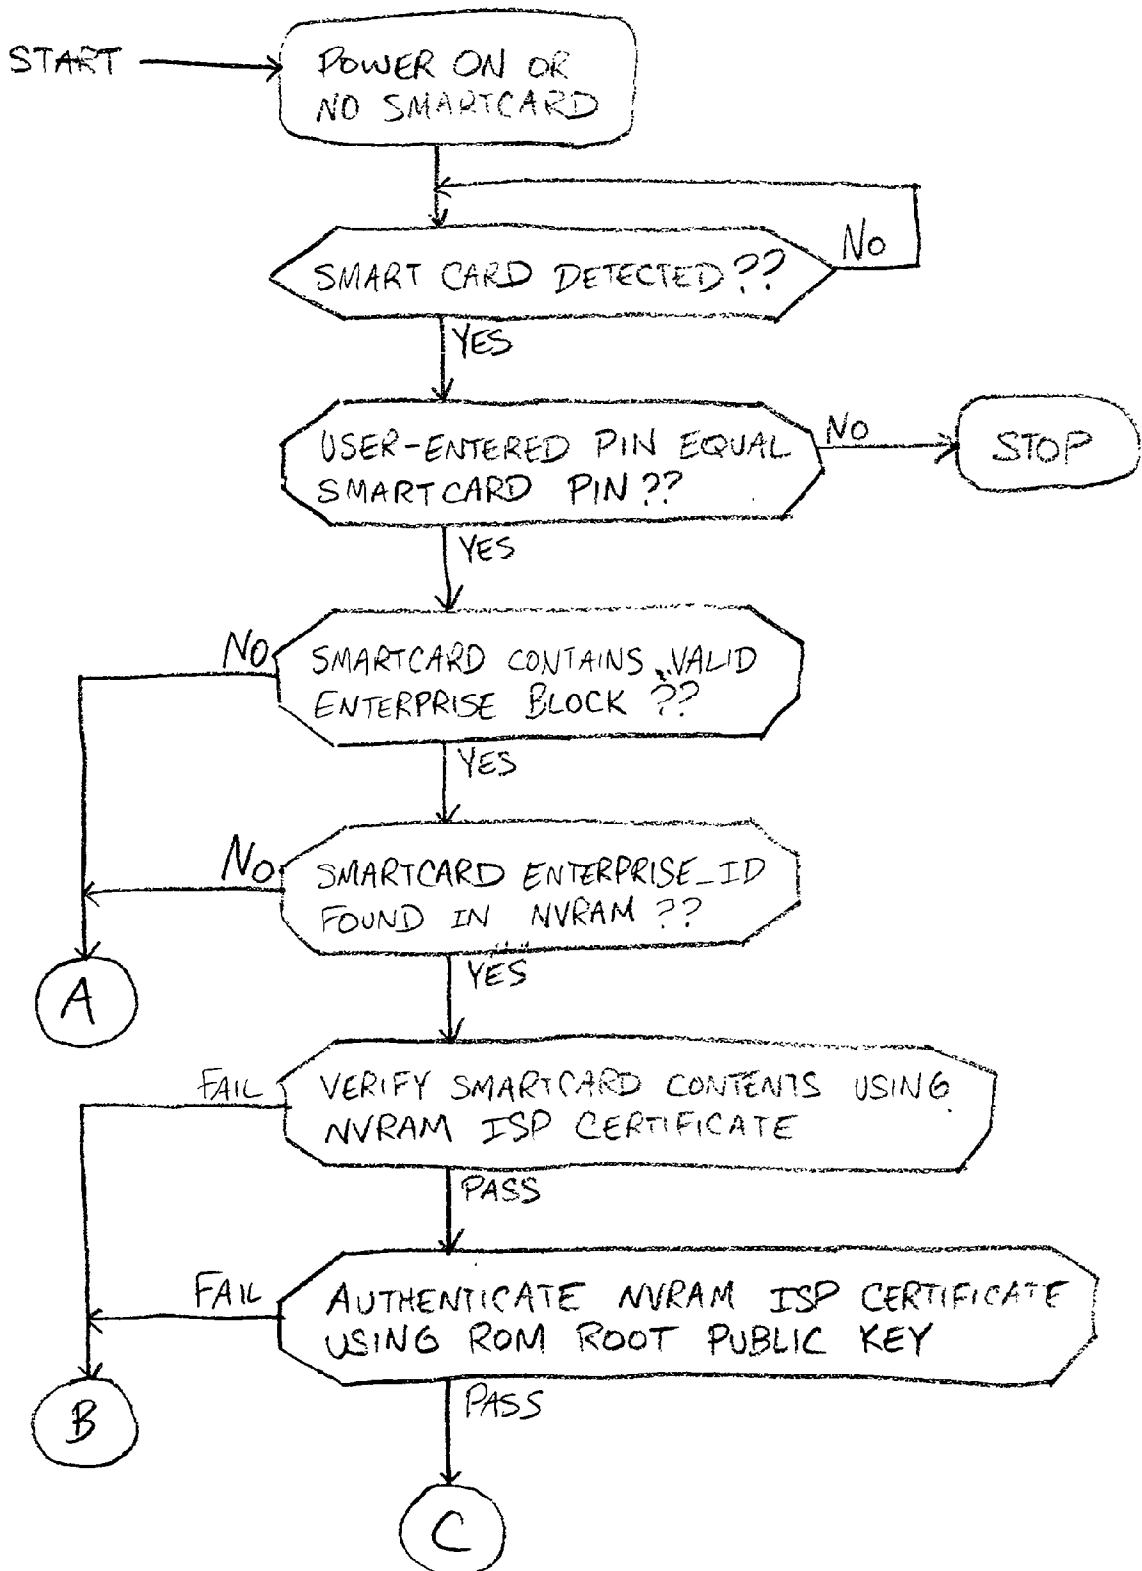 START
POWER ON OR
NO SMARTCARD
SMART CARD DETECTED??
NO
YES
USER-ENTERED PIN EQUAL
SMARTCARD PIN??
NO
STOP
YES
SMARTCARD CONTAINS VALID
ENTERPRISE BLOCK ??
NO
YES
SMARTCARD ENTERPRISE_ID
FOUND IN NVRAM ??
NO
A
YES
VERIFY SMARTCARD CONTENTS USING
NVRAM ISP CERTIFICATE
FAIL
PASS
AUTHENTICATE NVRAM ISP CERTIFICATE
USING ROM ROOT PUBLIC KEY
FAIL
B
PASS
C